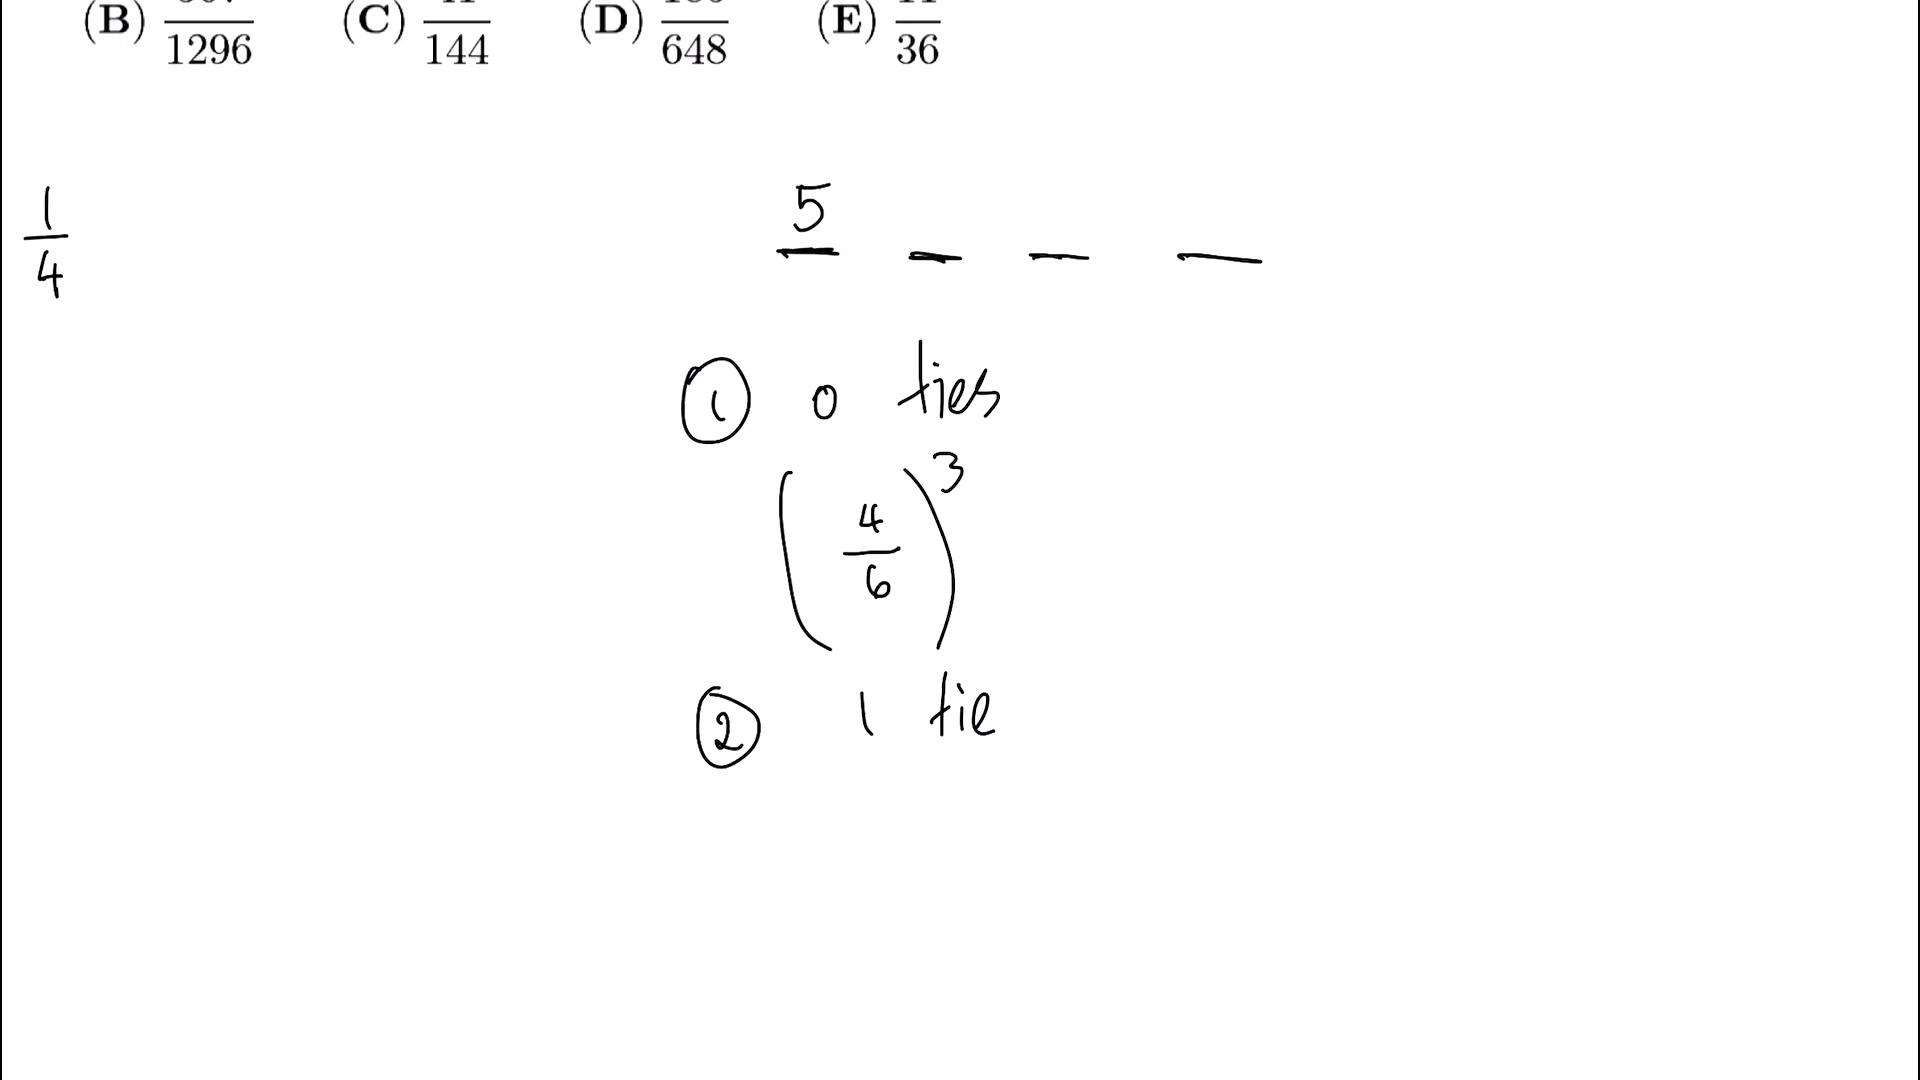 (B) 1296 (C) 144 (D) 648 (E) 36
1/4
5
① 0 ties
(4/6)^3
② 1 tie